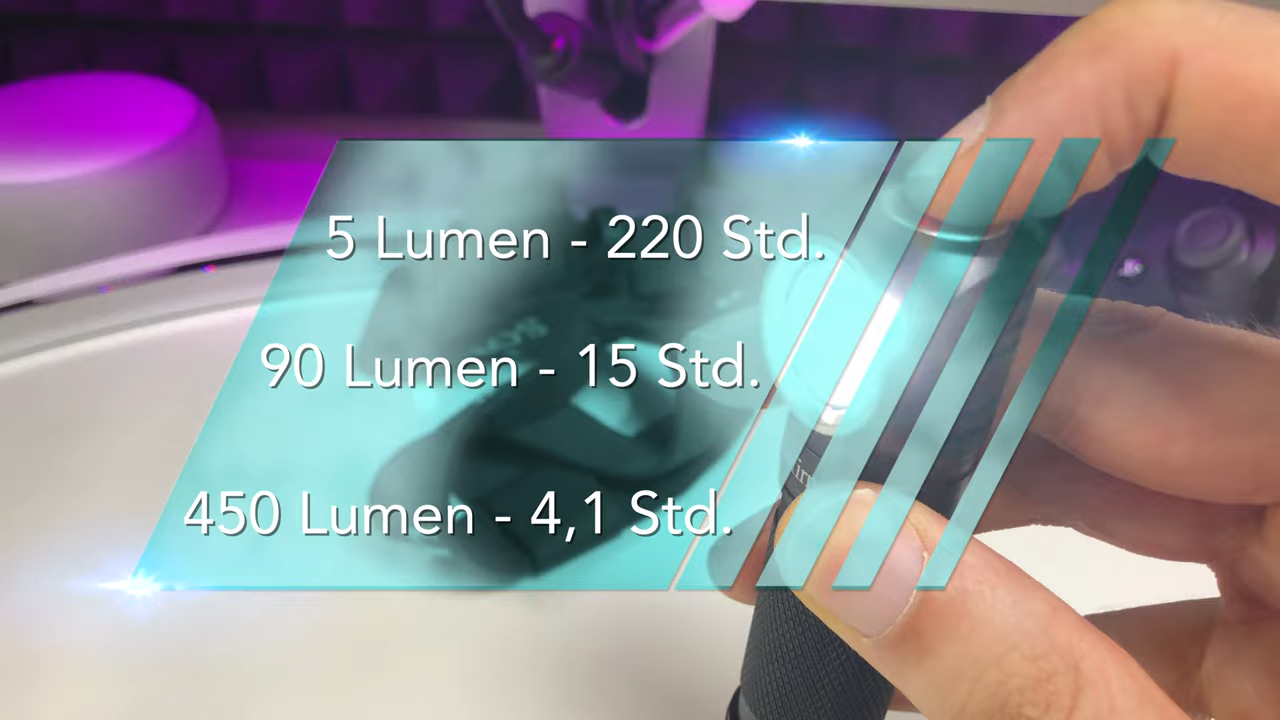 5 Lumen - 220 Std.
90 Lumen - 15 Std.
450 Lumen - 4,1 Std.